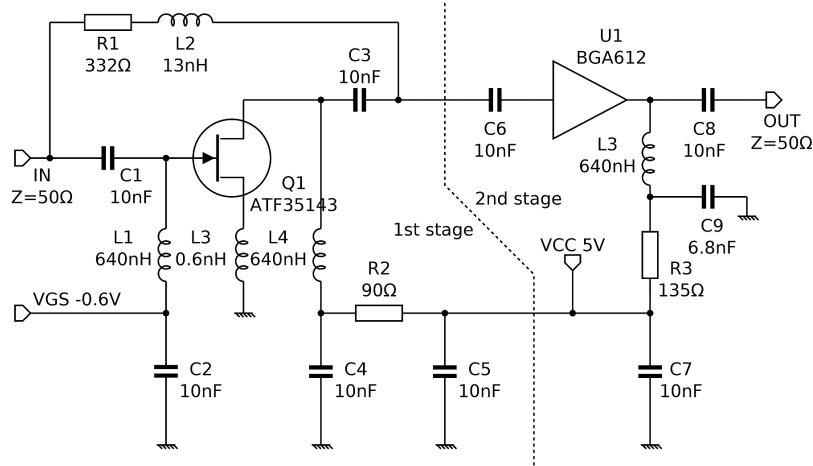 R1
332Ω
L2
13nH
C3
10nF
U1
BGA612
C6
10nF
C8
10nF
OUT
Z=50Ω
L3
640nH
IN
Z=50Ω
C1
10nF
Q1
ATF35143
2nd stage
1st stage
C9
6.8nF
L1
640nH
L3
0.6nH
L4
640nH
VCC 5V
R2
90Ω
R3
135Ω
VGS -0.6V
C2
10nF
C4
10nF
C5
10nF
C7
10nF